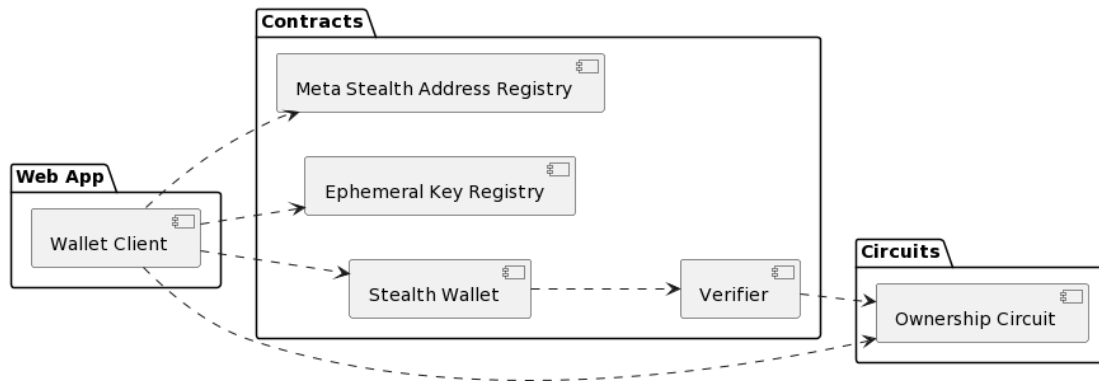 Contracts
Meta Stealth Address Registry
Web App
Ephemeral Key Registry
Wallet Client
Circuits
Stealth Wallet
Verifier
Ownership Circuit